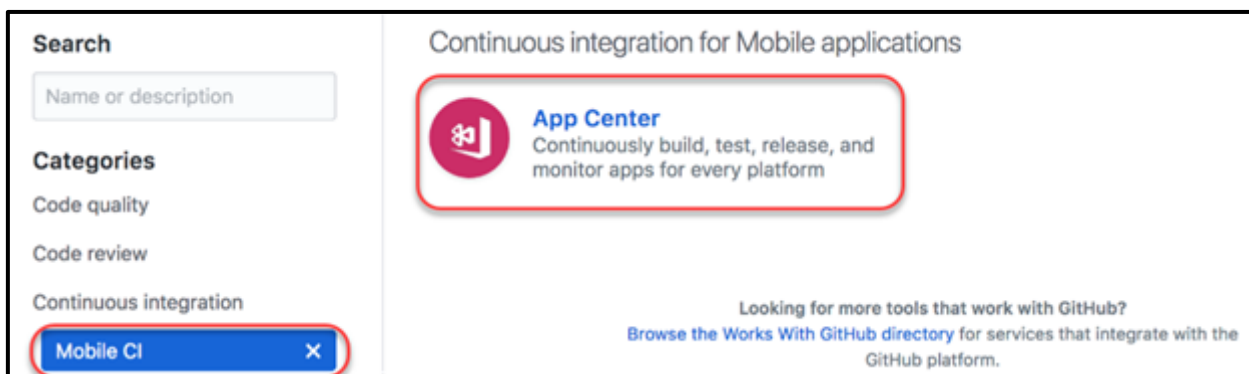 Search
Name or description
Categories
Code quality
Code review
Continuous integration
Mobile CI ×
Continuous integration for Mobile applications
App Center
Continuously build, test, release, and
monitor apps for every platform
Looking for more tools that work with GitHub?
Browse the Works With GitHub directory for services that integrate with the
GitHub platform.